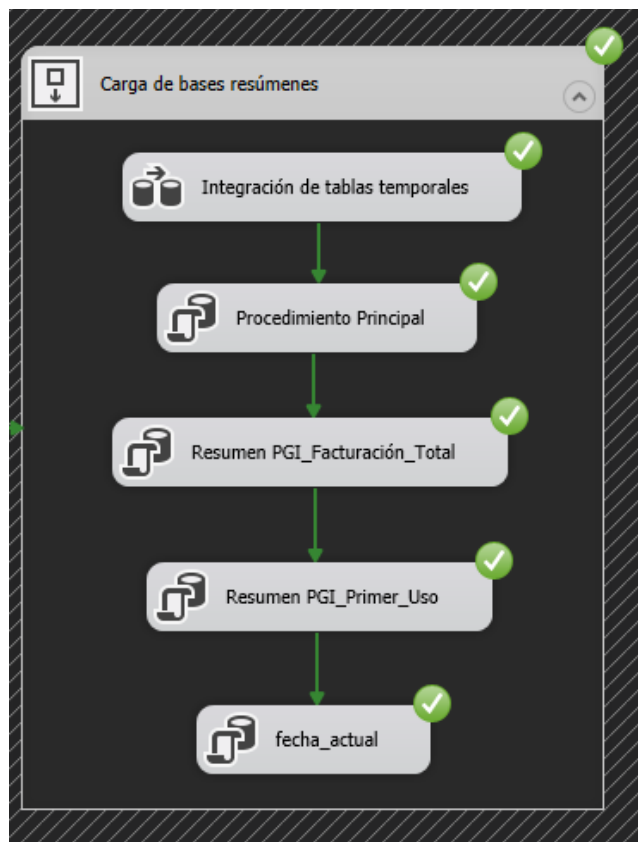 Carga de bases resúmenes
Integración de tablas temporales
Procedimiento Principal
Resumen PGI_Facturación_Total
Resumen PGI_Primer_Uso
fecha_actual